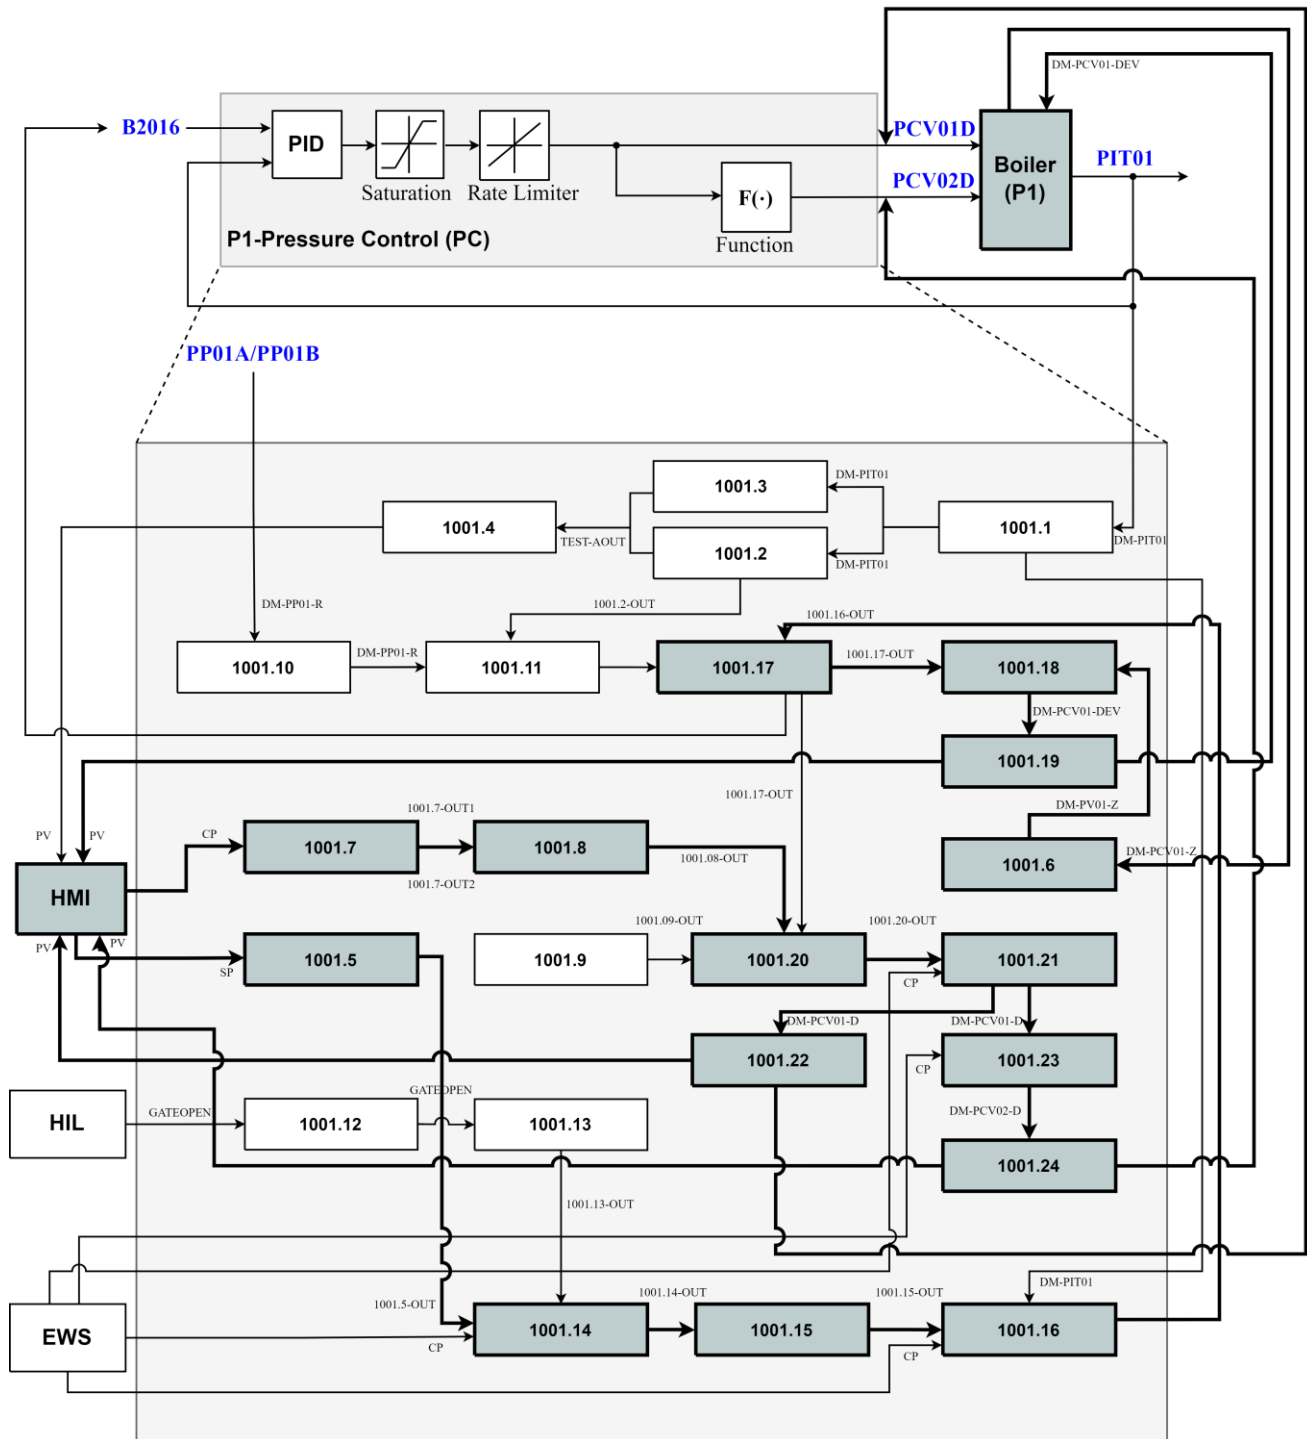 DM-PCV01-DEV
B2016
PID
Saturation
Rate Limiter
PCV01D
PCV02D
Boiler
(P1)
PIT01
F(·)
Function
P1-Pressure Control (PC)
PP01A/PP01B
1001.3
DM-PIT01
1001.4
TEST-AOUT
1001.2
DM-PIT01
1001.1
DM-PIT01
DM-PP01-R
1001.2-OUT
1001.16-OUT
1001.10
DM-PP01-R
1001.11
1001.17
1001.17-OUT
1001.18
DM-PCV01-DEV
1001.19
1001.17-OUT
DM-PV01-Z
1001.7-OUT1
PV
PV
CP
1001.7
1001.8
1001.08-OUT
1001.6
DM-PCV01-Z
1001.7-OUT2
HMI
PV
PV
SP
1001.5
1001.09-OUT
1001.9
1001.20
1001.20-OUT
1001.21
CP
DM-PCV01-D
DM-PCV01-D
1001.22
1001.23
CP
GATEOPEN
GATEOPEN
HIL
1001.12
1001.13
DM-PCV02-D
1001.24
1001.13-OUT
DM-PIT01
1001.5-OUT
1001.14-OUT
1001.15-OUT
EWS
CP
1001.14
1001.15
1001.16
CP